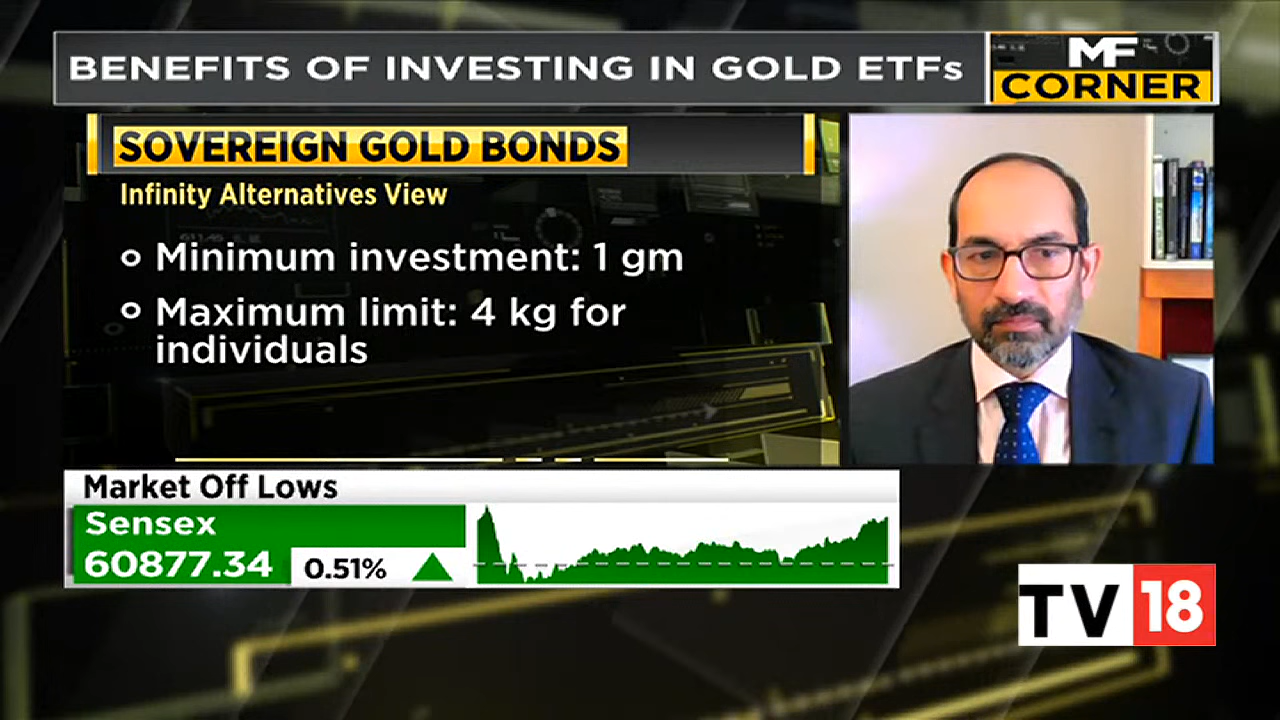 BENEFITS OF INVESTING IN GOLD ETFs
MF
CORNER
SOVEREIGN GOLD BONDS
Infinity Alternatives View
Minimum investment: 1 gm
Maximum limit: 4 kg for
individuals
Market Off Lows
Sensex
60877.34 0.51%
TV18